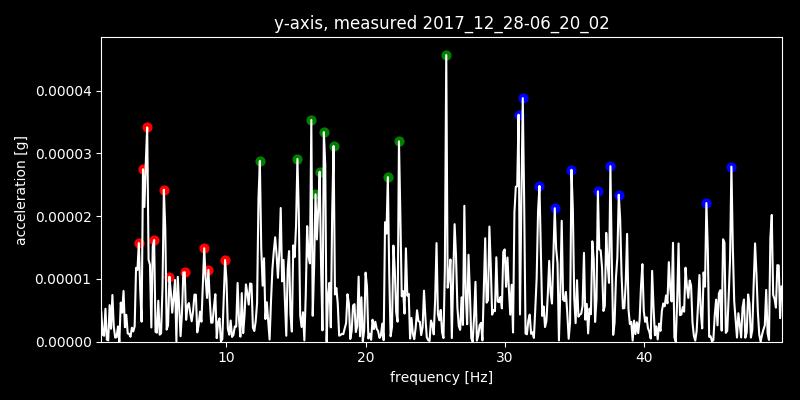 y-axis, measured 2017_12_28-06_20_02
0.00004
0.00003
0.00002
0.00001
0.00000
acceleration [g]
10 20 30 40
frequency [Hz]